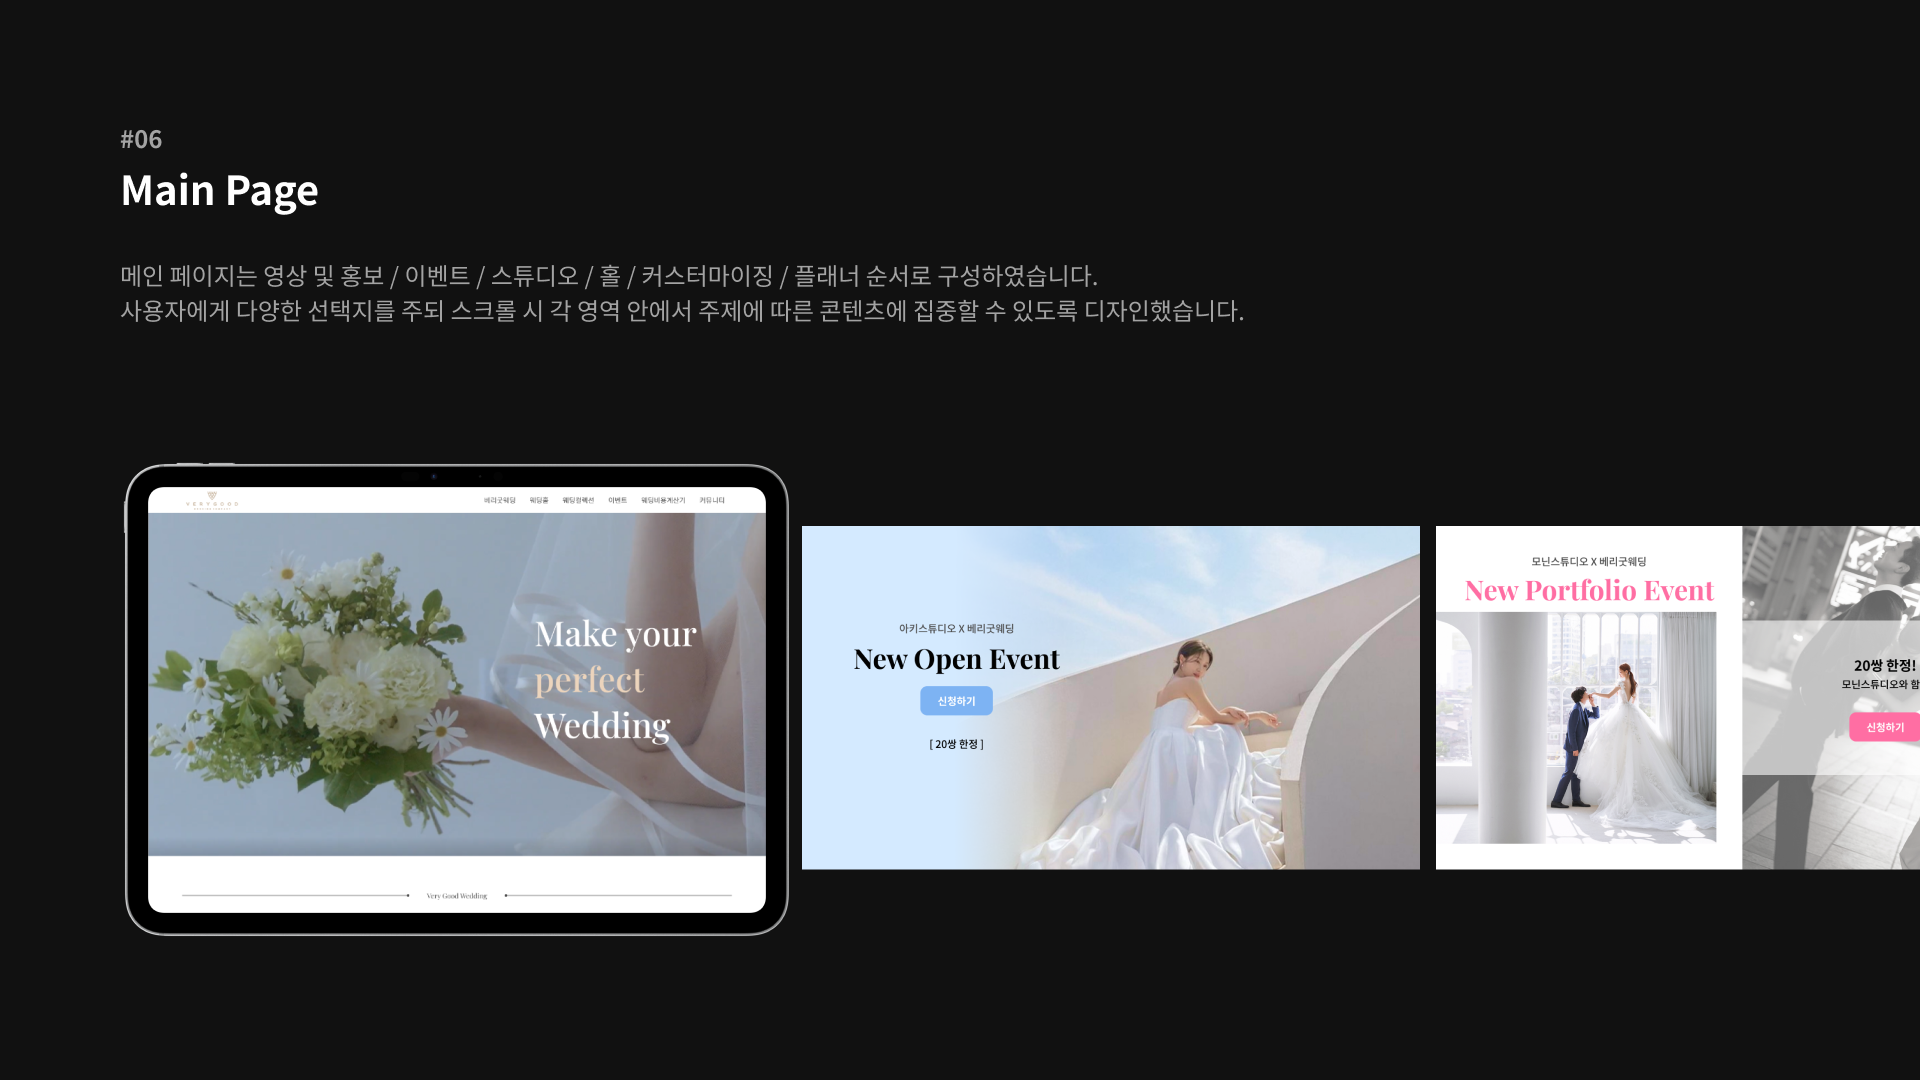 #06
Main Page
메인 페이지는 영상 및 홍보 / 이벤트 / 스튜디오 / 홀 / 커스터마이징 / 플래너 순서로 구성하였습니다.
사용자에게 다양한 선택지를 주되 스크롤 시 각 영역 안에서 주제에 따른 콘텐츠에 집중할 수 있도록 디자인했습니다.
VERYGOOD
베리굿웨딩 웨딩홀 웨딩컬렉션 이벤트 웨딩비용계산기 커뮤니티
Make your
perfect
Wedding
Very Good Wedding
아키스튜디오 X 베리굿웨딩
New Open Event
신청하기
[ 20쌍 한정 ]
모닌스튜디오 X 베리굿웨딩
New Portfolio Event
20쌍 한정!
모닌스튜디오와 함
신청하기